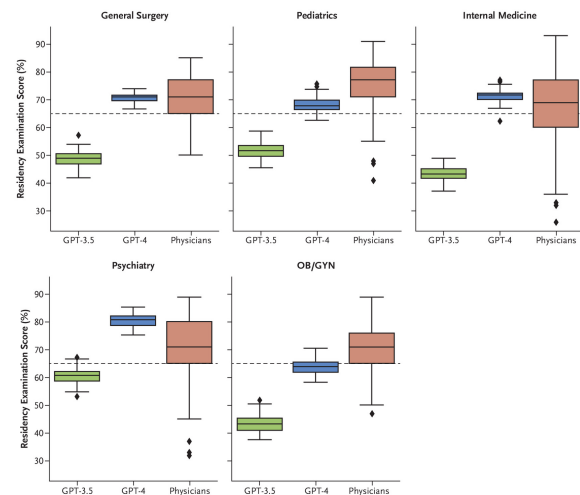 General Surgery
Pediatrics
Internal Medicine
Residency Examination Score (%)
90
80
70
60
50
40
30
GPT-3.5 GPT-4 Physicians
GPT-3.5 GPT-4 Physicians
GPT-3.5 GPT-4 Physicians
Psychiatry
OB/GYN
Residency Examination Score (%)
90
80
70
60
50
40
30
GPT-3.5 GPT-4 Physicians
GPT-3.5 GPT-4 Physicians